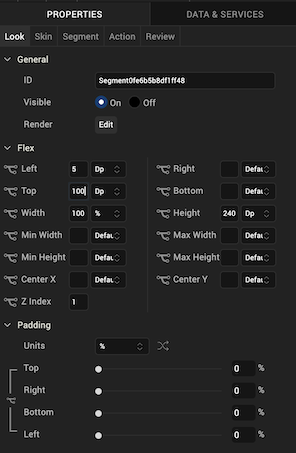 PROPERTIES DATA & SERVICES
Look Skin Segment Action Review
General
ID Segment0fe6b5b8df1ff48
Visible On Off
Render Edit
Flex
Left 5 Dp Right Defau
Top 100 Dp Bottom Defau
Width 100 % Height 240 Dp
Min Width Defau Max Width Defau
Min Height Defau Max Height Defau
Center X Defau Center Y Defau
Z Index 1
Padding
Units %
Top 0 %
Right 0 %
Bottom 0 %
Left 0 %